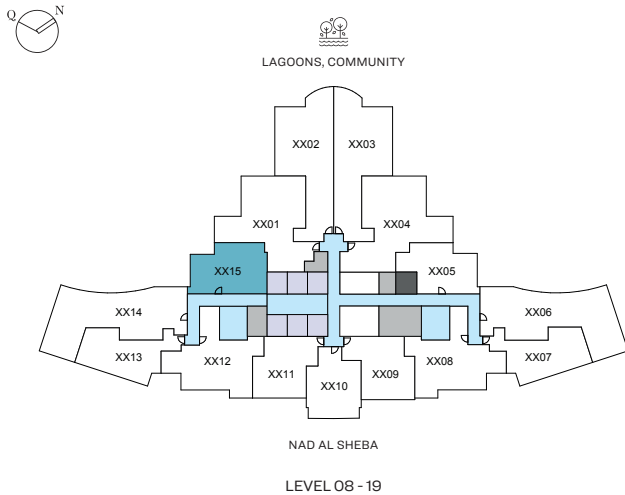 Q N
LAGOONS, COMMUNITY
XX02 XX03
XX01 XX04
XX15 XX05
XX14 XX06
XX13 XX12 XX11 XX10 XX09 XX08 XX07
NAD AL SHEBA
LEVEL 08 - 19